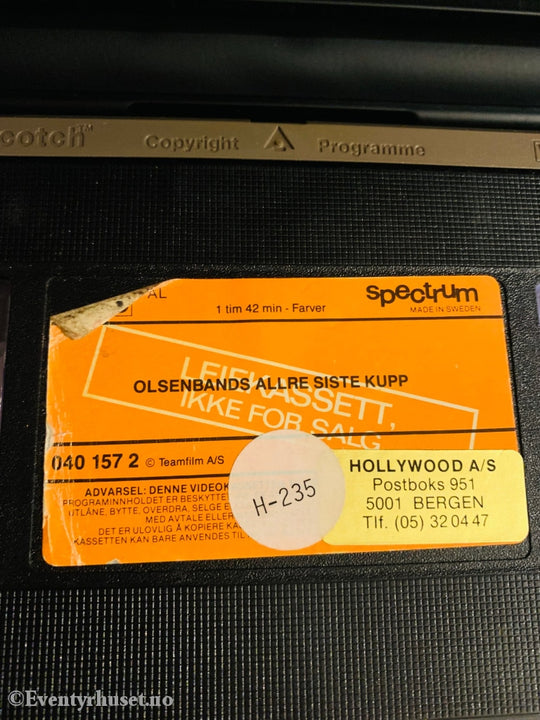 cotch™ Copyright Programme
AL
1 tim 42 min - Farver
spectrum
MADE IN SWEDEN
LEIEKASSETT,
IKKE FOR SALG
OLSENBANDS ALLRE SISTE KUPP
040 157 2 © Teamfilm A/S
ADVARSEL: DENNE VIDEOK
PROGRAMINNHOLDET ER BESKYTTE
UTLÅNE, BYTTE, OVERDRA, SELGE E
MED AVTALE ELLER
DET ER ULOVLIG Å KOPIERE KA
KASSETTEN KAN BARE ANVENDES TIL
H-235
HOLLYWOOD A/S
Postboks 951
5001 BERGEN
Tlf. (05) 32 04 47
©Eventyrhuset.no